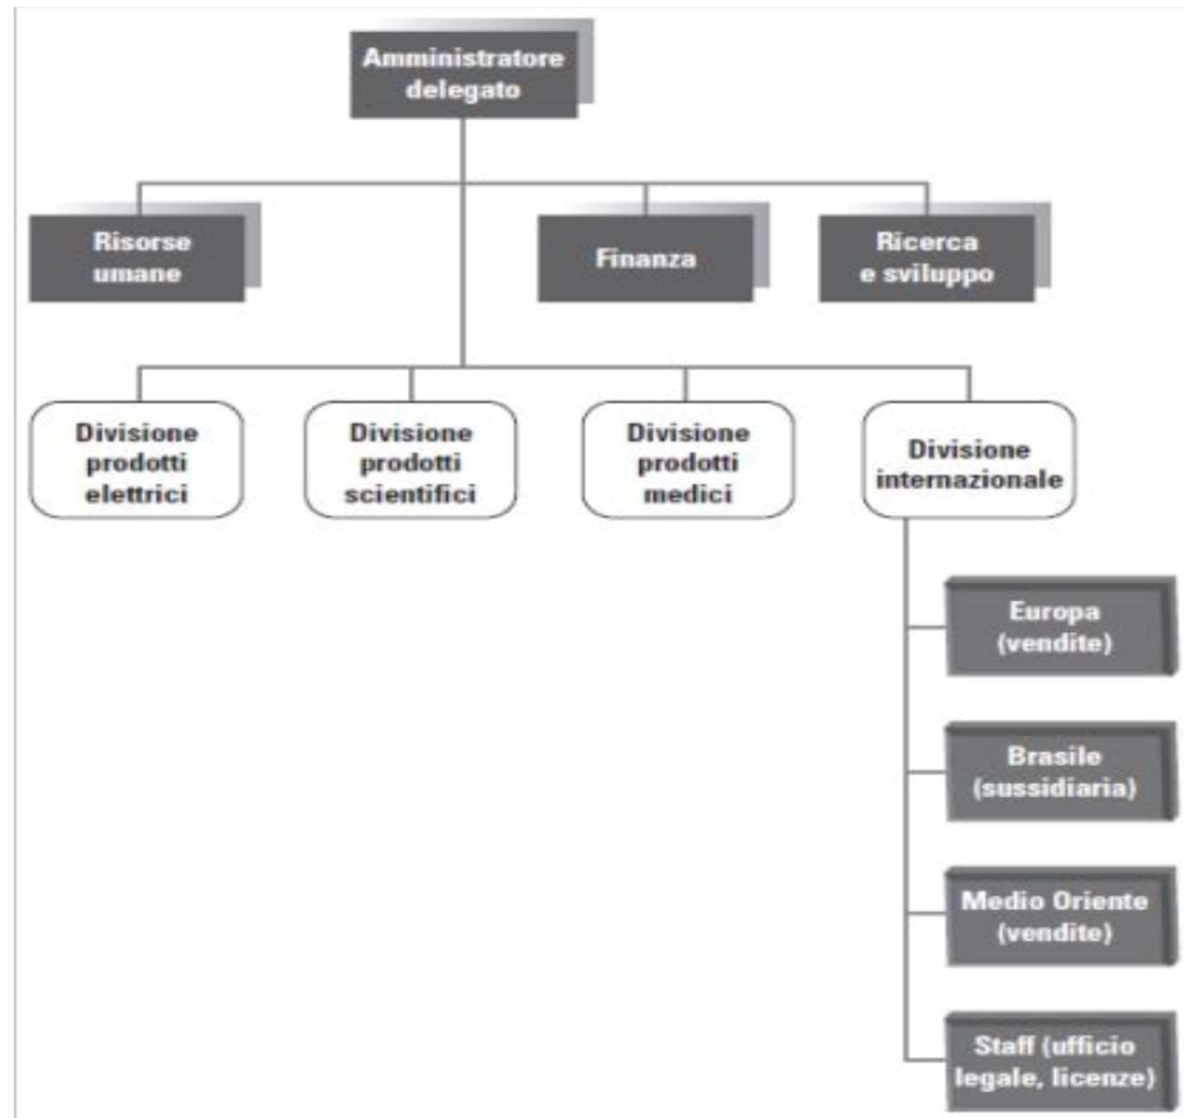 Amministratore
delegato
Risorse
umane
Finanza
Ricerca
e sviluppo
Divisione
prodotti
elettrici
Divisione
prodotti
scientifici
Divisione
prodotti
medici
Divisione
internazionale
Europa
(vendite)
Brasile
(sussidiaria)
Medio Oriente
(vendite)
Staff (ufficio
legale, licenze)